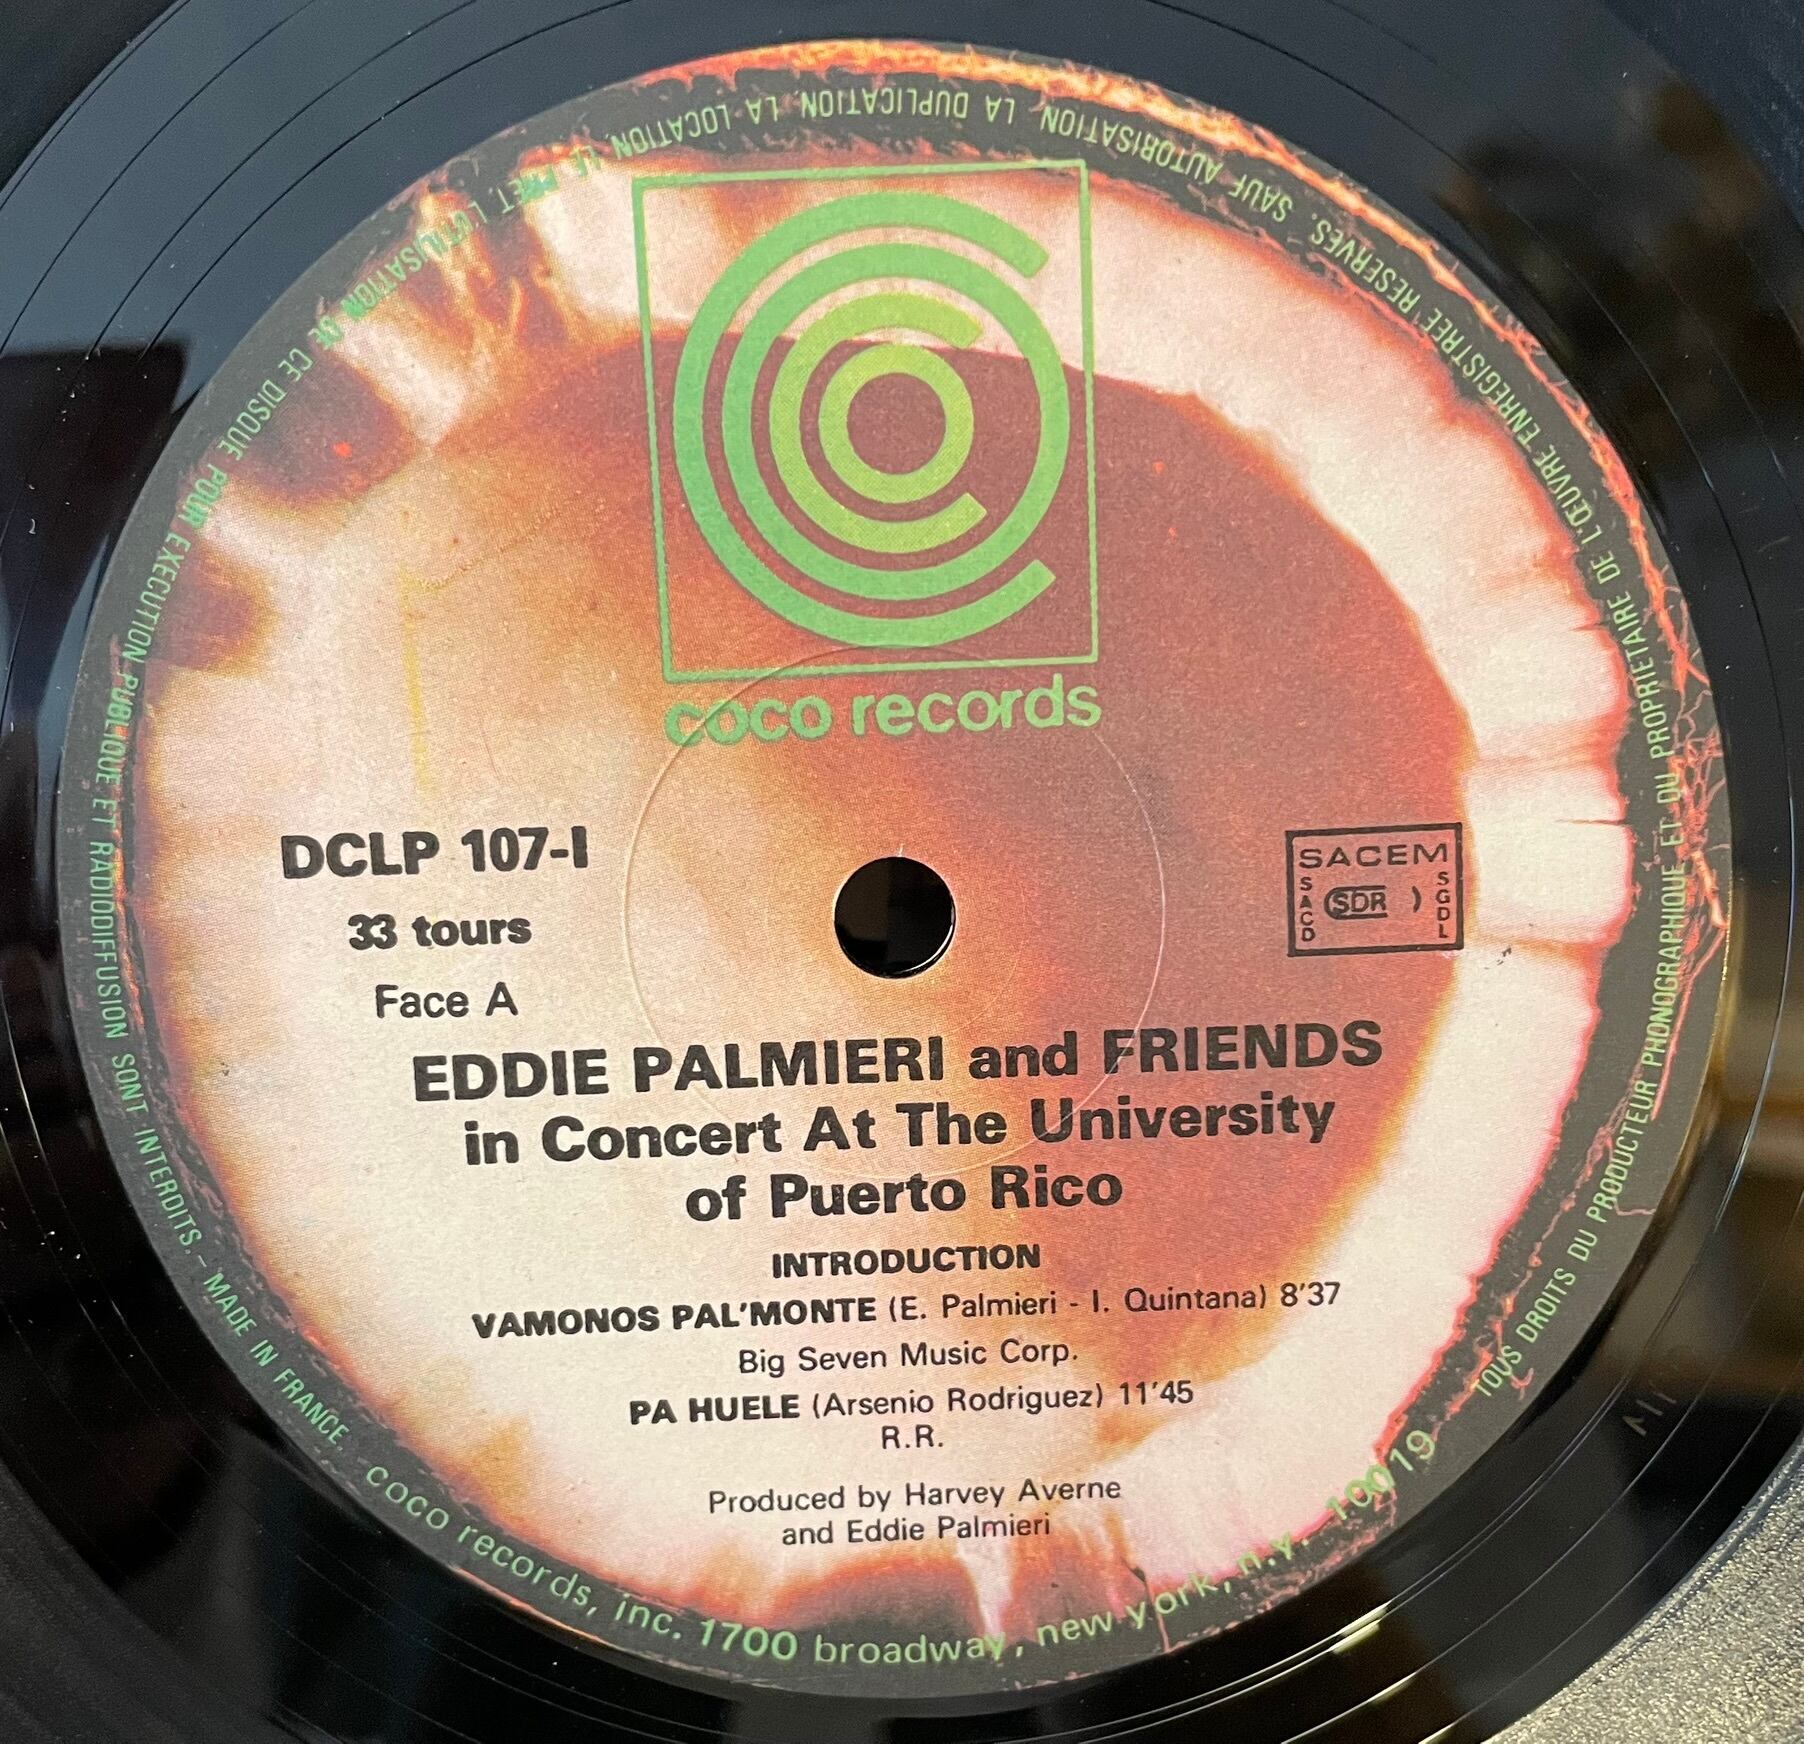 coco records
DCLP 107-I
33 tours
Face A
SACEM
SACD
SDR
SGDL
EDDIE PALMIERI and FRIENDS
in Concert At The University
of Puerto Rico
INTRODUCTION
VAMONOS PAL'MONTE (E. Palmieri - I. Quintana) 8'37
Big Seven Music Corp.
PA HUELE (Arsenio Rodriguez) 11'45
R.R.
Produced by Harvey Averne
and Eddie Palmieri
TOUS DROITS DU PRODUCTEUR PHONOGRAPHIQUE ET DU PROPRIETAIRE DE L'ŒUVRE ENREGISTREE RESERVES. SAUF AUTORISATION, LA DUPLICATION, LA LOCATION, LE PRET, L'UTILISATION DE CE DISQUE POUR EXECUTION PUBLIQUE ET RADIODIFFUSION SONT INTERDITS.- MADE IN FRANCE.
coco records, inc. 1700 broadway, new york, n.y. 10019